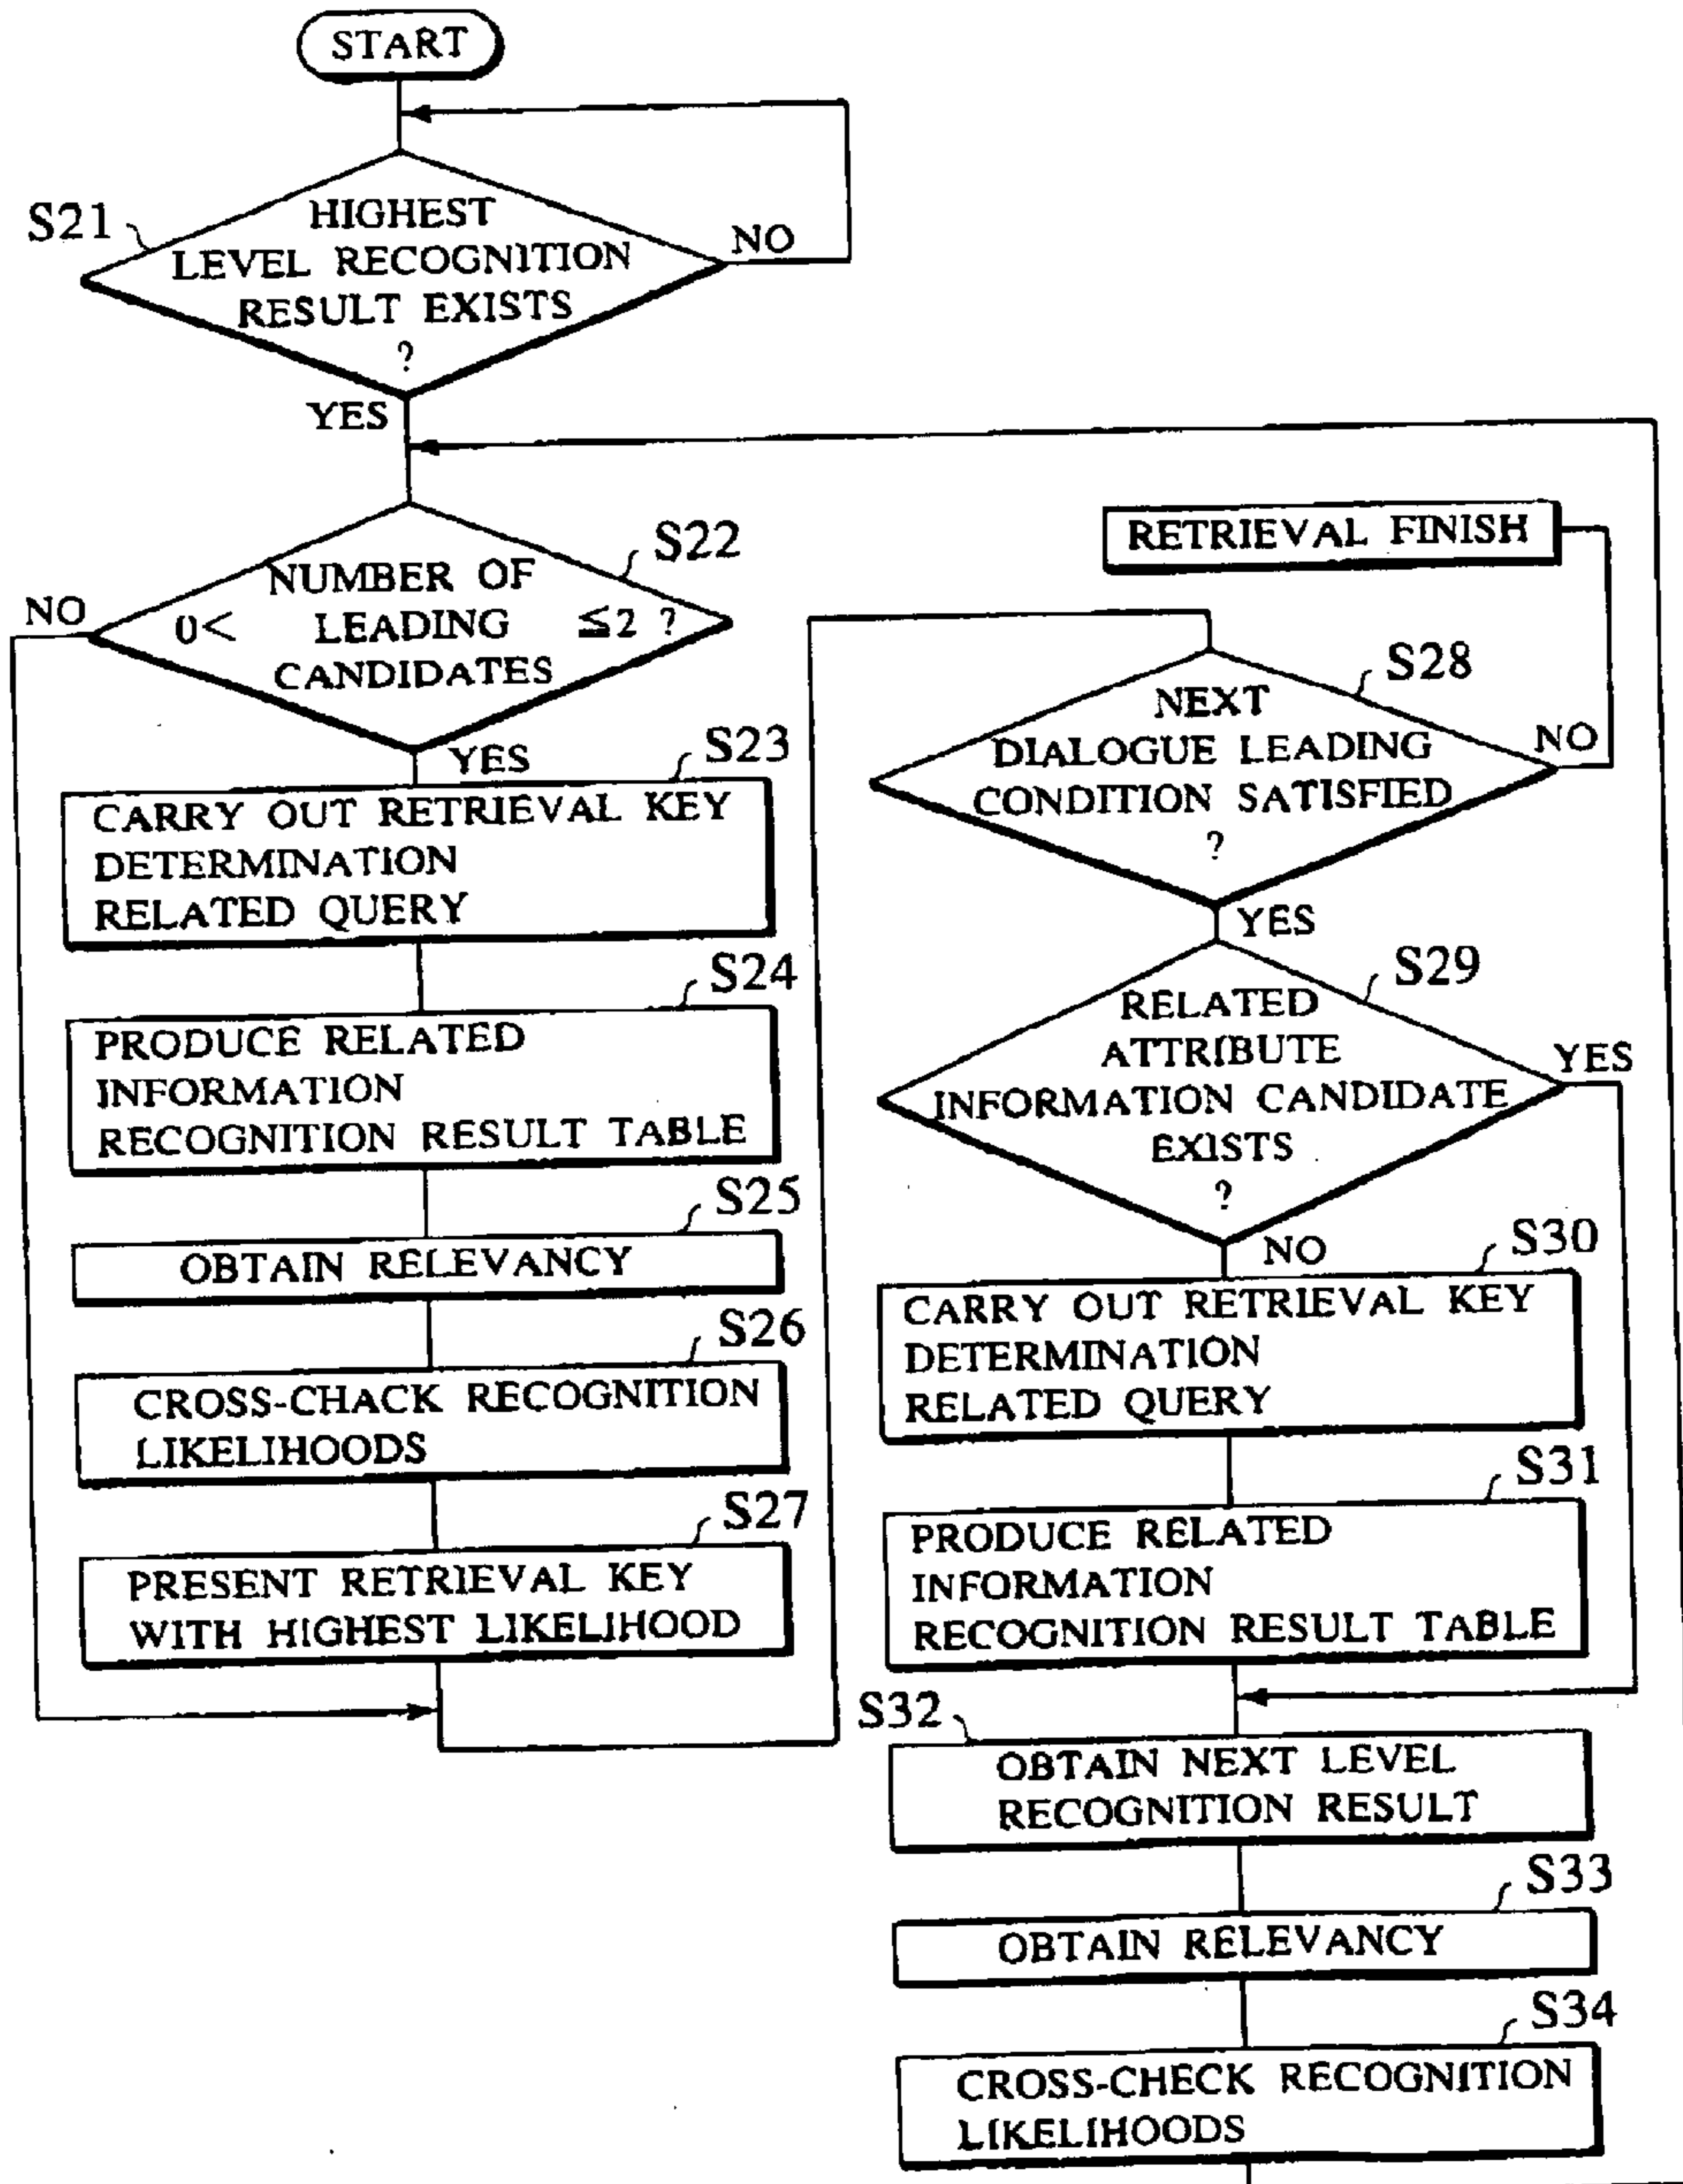 START
S21
HIGHEST
LEVEL RECOGNITION
RESULT EXISTS
?
NO
YES
S22
NUMBER OF
0< LEADING ≦2 ?
CANDIDATES
NO
YES
S23
CARRY OUT RETRIEVAL KEY
DETERMINATION
RELATED QUERY
S24
PRODUCE RELATED
INFORMATION
RECOGNITION RESULT TABLE
S25
OBTAIN RELEVANCY
S26
CROSS-CHACK RECOGNITION
LIKELIHOODS
S27
PRESENT RETRIEVAL KEY
WITH HIGHEST LIKELIHOOD
RETRIEVAL FINISH
S28
NEXT
DIALOGUE LEADING
CONDITION SATISFIED
?
NO
YES
S29
RELATED
ATTRIBUTE
INFORMATION CANDIDATE
EXISTS
?
YES
NO
S30
CARRY OUT RETRIEVAL KEY
DETERMINATION
RELATED QUERY
S31
PRODUCE RELATED
INFORMATION
RECOGNITION RESULT TABLE
S32
OBTAIN NEXT LEVEL
RECOGNITION RESULT
S33
OBTAIN RELEVANCY
S34
CROSS-CHECK RECOGNITION
LIKELIHOODS